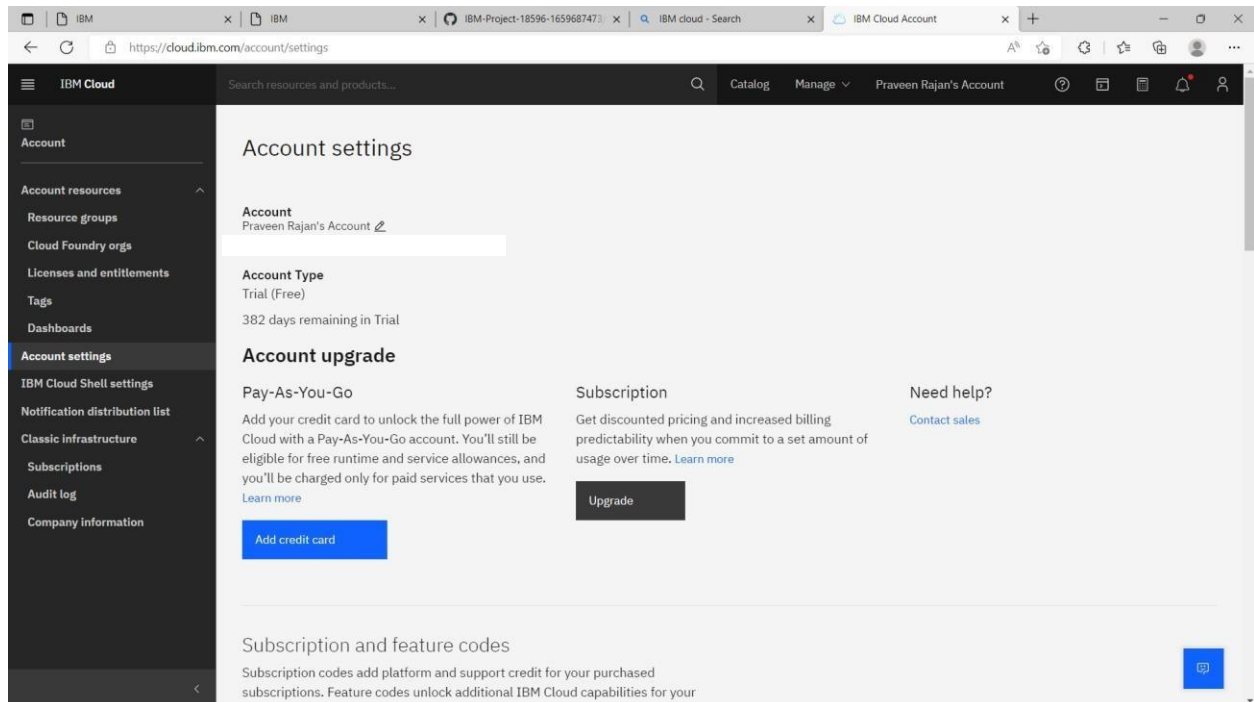 IBM
IBM
IBM-Project-18596-1659687473/
IBM cloud - Search
IBM Cloud Account
https://cloud.ibm.com/account/settings
IBM Cloud
Search resources and products...
Catalog
Manage
Praveen Rajan's Account
Account
Account resources
Resource groups
Cloud Foundry orgs
Licenses and entitlements
Tags
Dashboards
Account settings
IBM Cloud Shell settings
Notification distribution list
Classic infrastructure
Subscriptions
Audit log
Company information
Account settings
Account
Praveen Rajan's Account
Account Type
Trial (Free)
382 days remaining in Trial
Account upgrade
Pay-As-You-Go
Add your credit card to unlock the full power of IBM
Cloud with a Pay-As-You-Go account. You'll still be
eligible for free runtime and service allowances, and
you'll be charged only for paid services that you use.
Learn more
Add credit card
Subscription
Get discounted pricing and increased billing
predictability when you commit to a set amount of
usage over time. Learn more
Upgrade
Need help?
Contact sales
Subscription and feature codes
Subscription codes add platform and support credit for your purchased
subscriptions. Feature codes unlock additional IBM Cloud capabilities for your